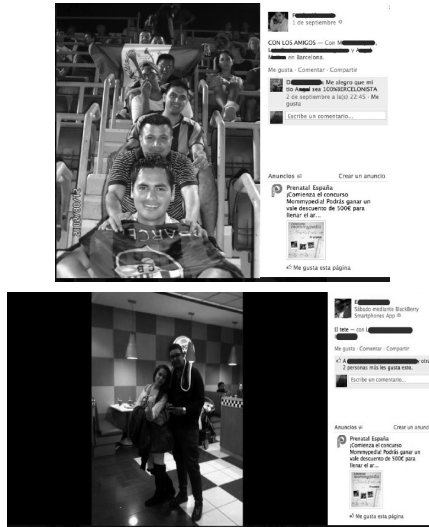 1 de septiembre
CON LOS AMIGOS — Con M
L y A
en Barcelona.
Me gusta · Comentar · Compartir
D Me alegro que mi
tio A sea 100%BERCELONISTA
2 de septiembre a la(s) 22:45 · Me
gusta
Escribe un comentario...
Anuncios Crear un anuncio
Prenatal España
¡Comienza el concurso
Mommypedia! Podrás ganar un
vale descuento de 500€ para
llenar el ar...
Me gusta esta página
BARCE
E
Sábado mediante BlackBerry
Smartphones App
El tete — con L
Me gusta · Comentar · Compartir
A y otras
2 personas más les gusta esto.
Escribe un comentario...
Anuncios Crear un anuncio
Prenatal España
¡Comienza el concurso
Mommypedia! Podrás ganar un
vale descuento de 500€ para
llenar el ar...
Me gusta esta página